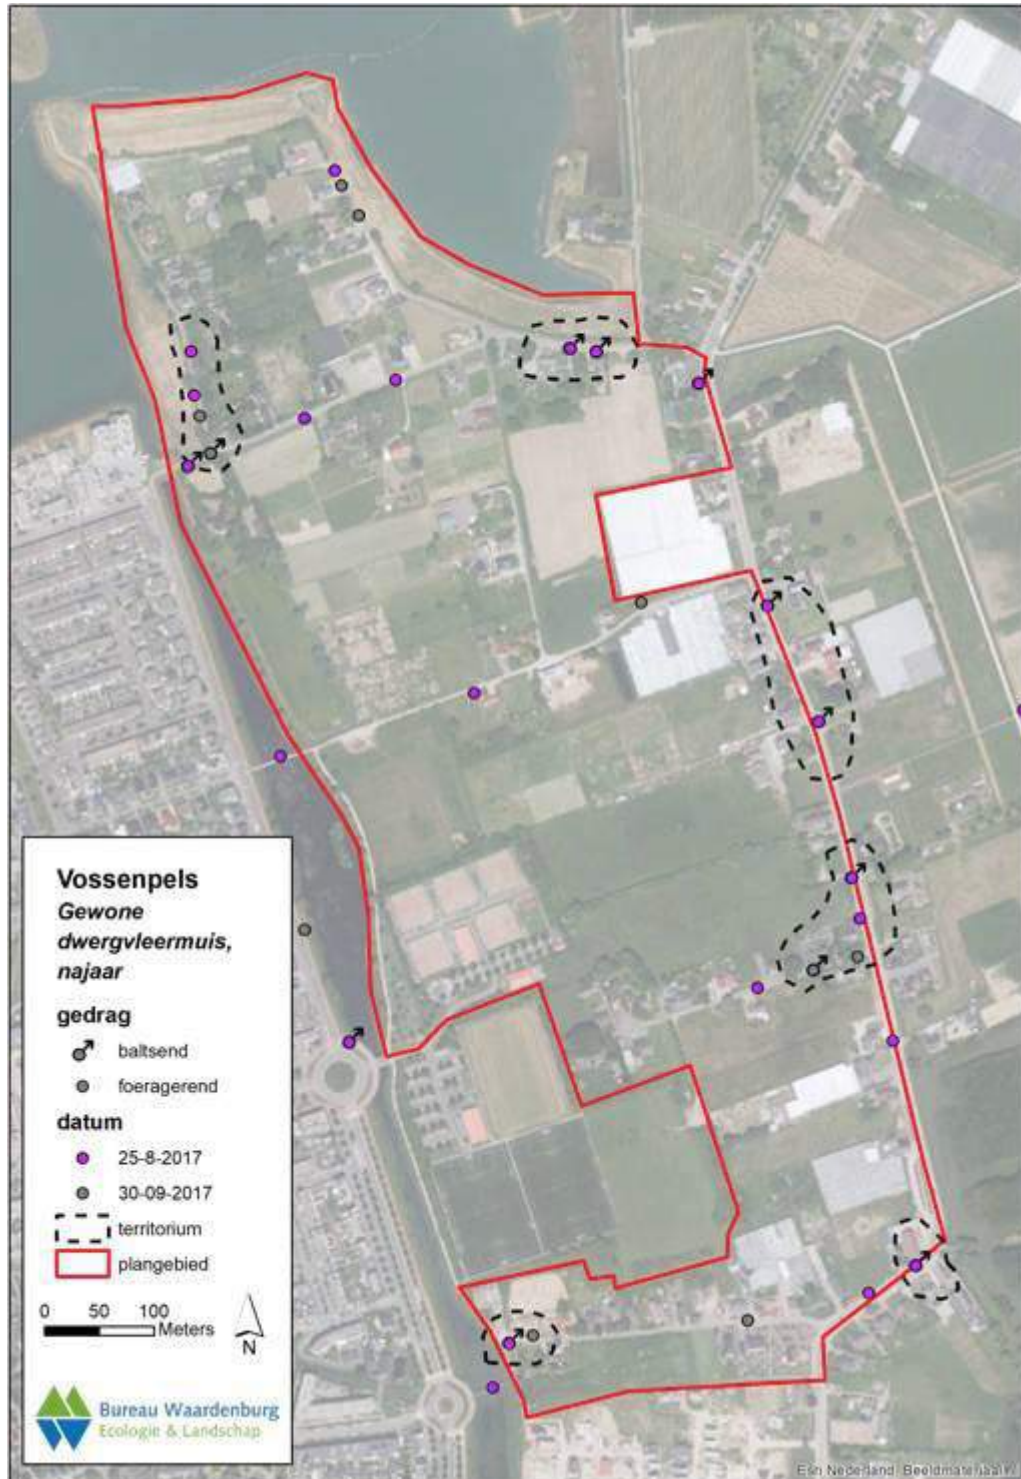 Vossenpels
Gewone
dwergvleermuis,
najaar
gedrag
baltsend
foeragerend
datum
25-8-2017
30-09-2017
territorium
plangebied
0 50 100
Meters
N
Bureau Waardenburg
Ecologie & Landschap
Esri Nederland, Beeldmateriaal.nl